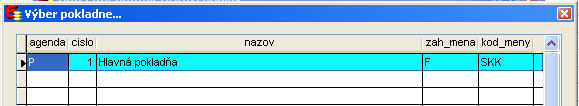 Výber pokladne...
agenda cislo nazov zah_mena kod_meny
P 1 Hlavná pokladňa F SKK